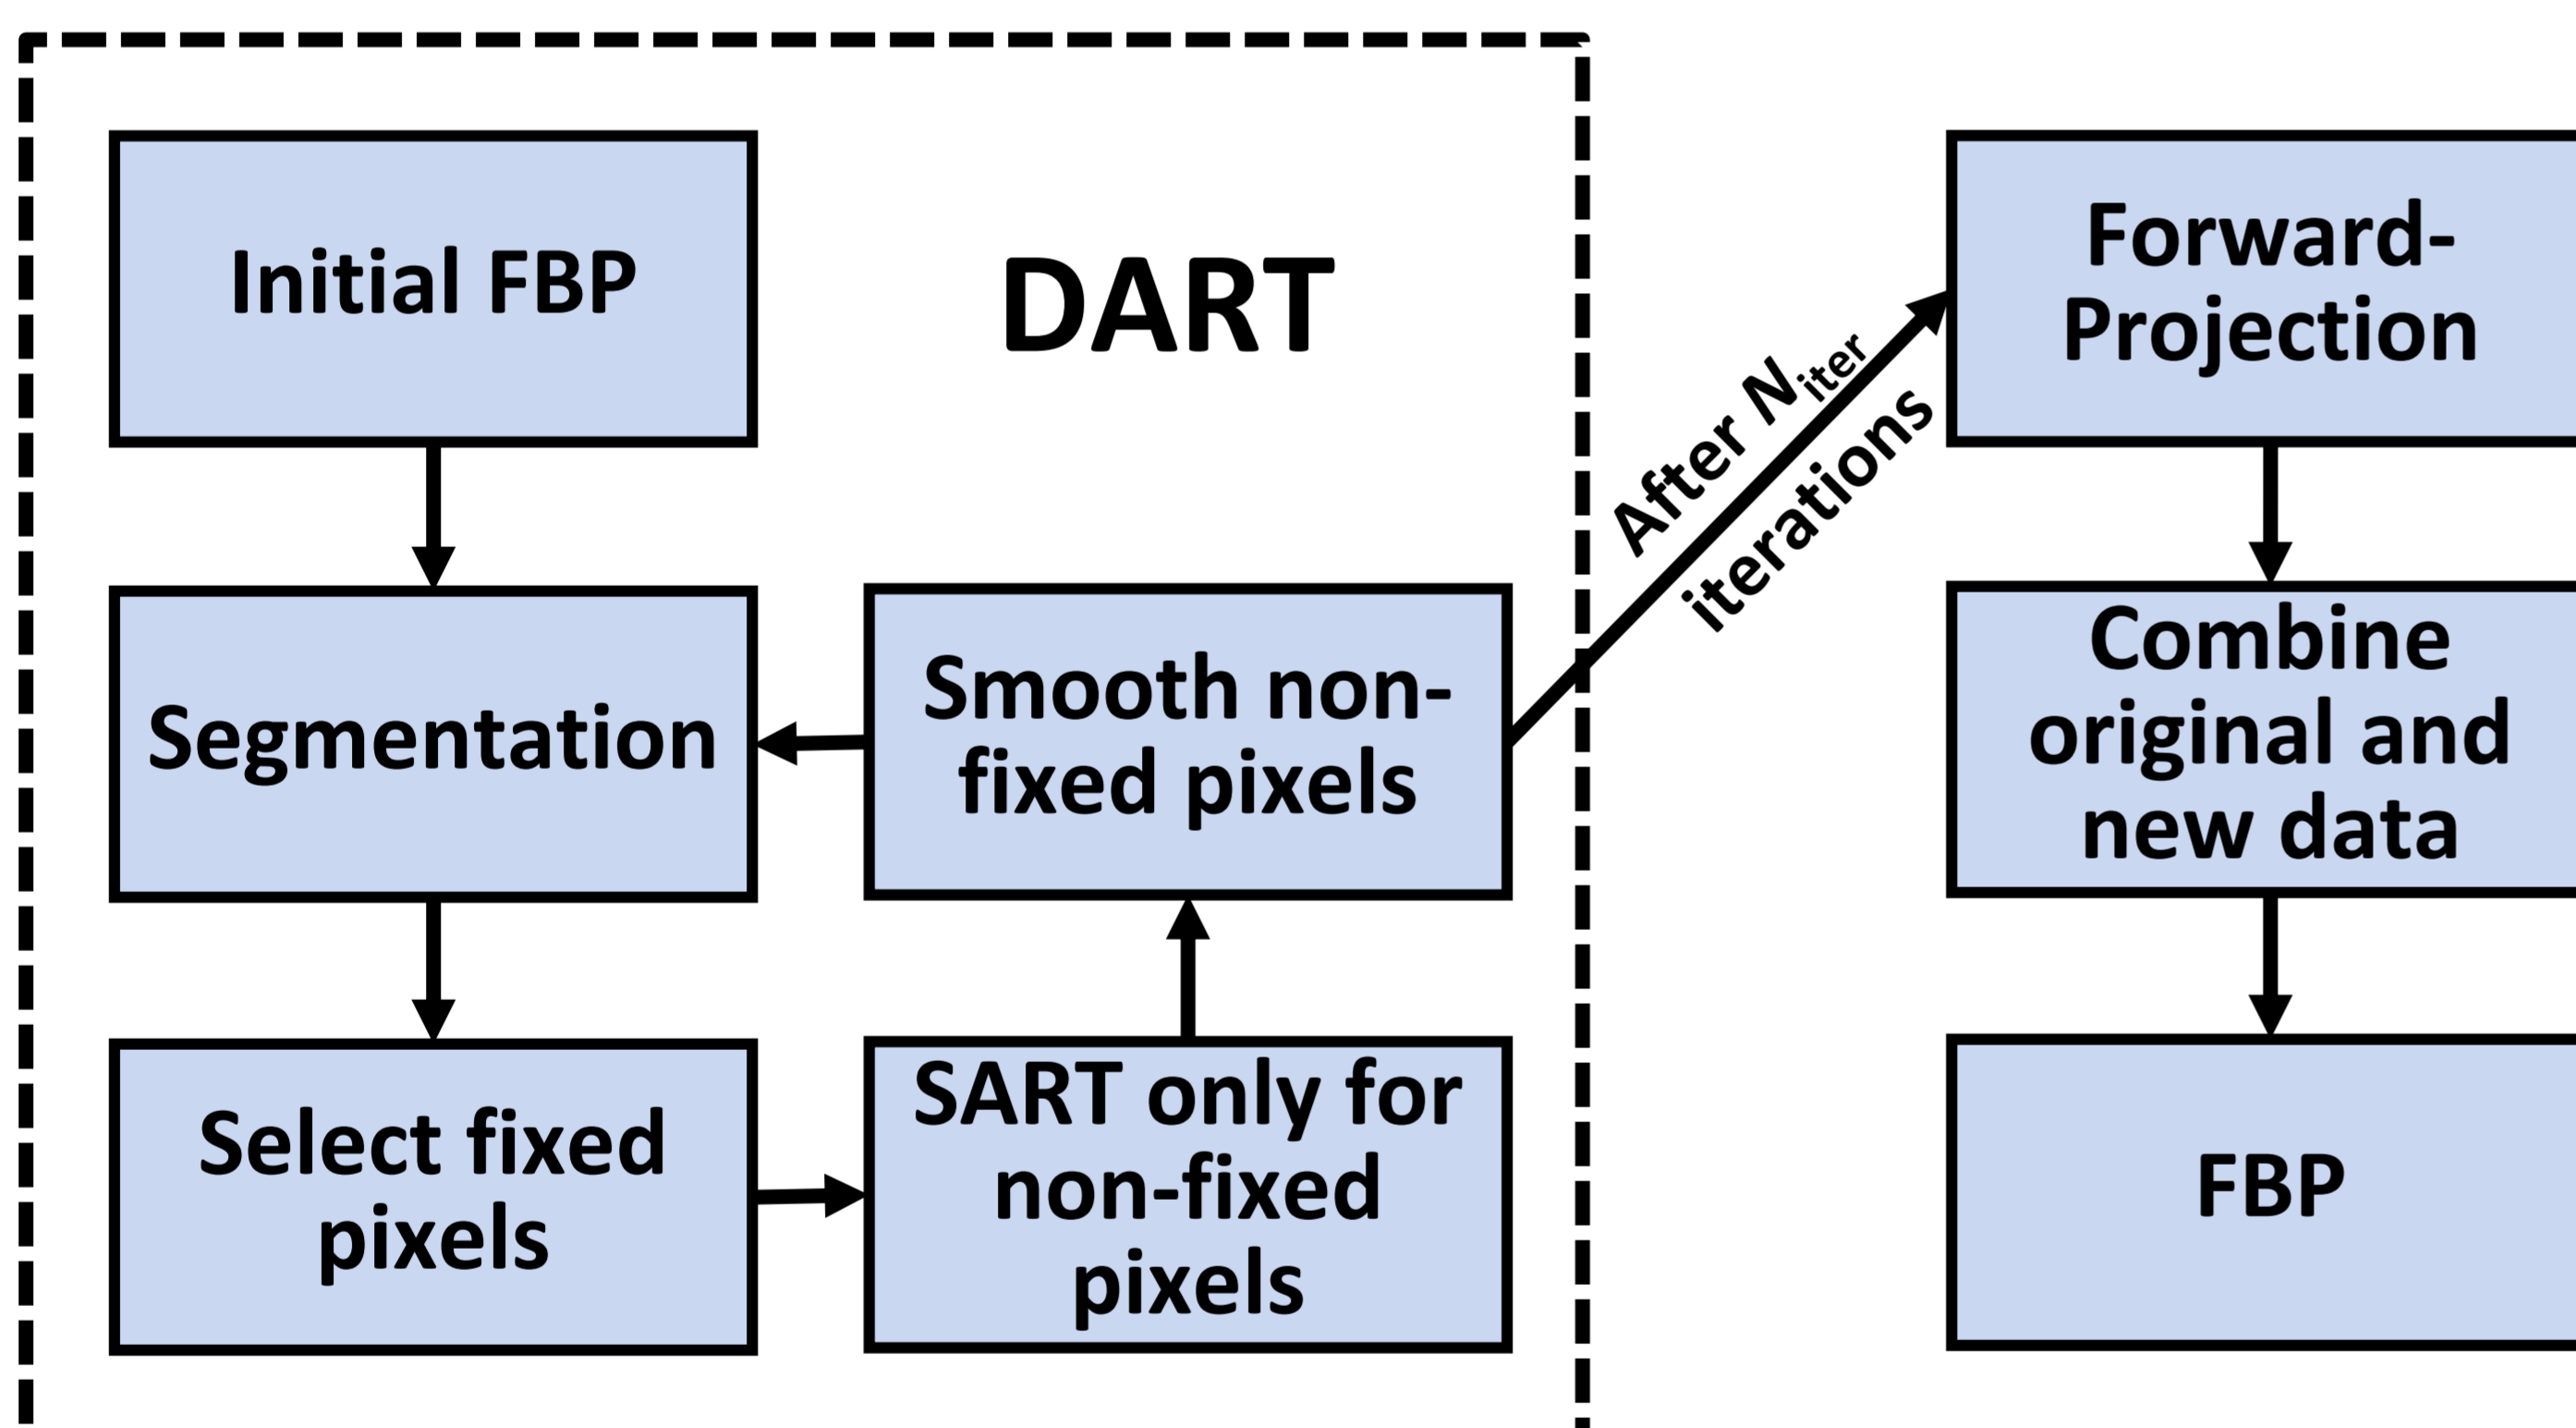 Initial FBP
DART
Segmentation
Smooth non-
fixed pixels
Select fixed
pixels
SART only for
non-fixed
pixels
After Niter
iterations
Forward-
Projection
Combine
original and
new data
FBP